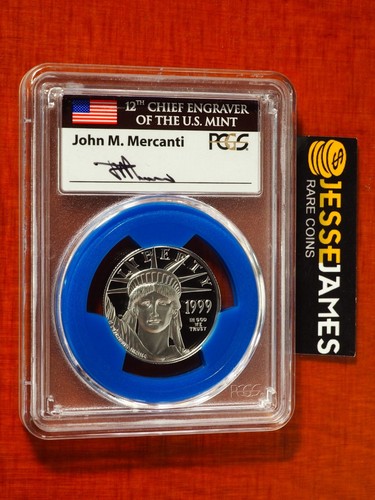 12TH CHIEF ENGRAVER
OF THE U.S. MINT
John M. Mercanti
PCGS
LIBERTY
1999
IN GOD
WE
TRUST
PCGS
JESSE JAMES
RARE COINS